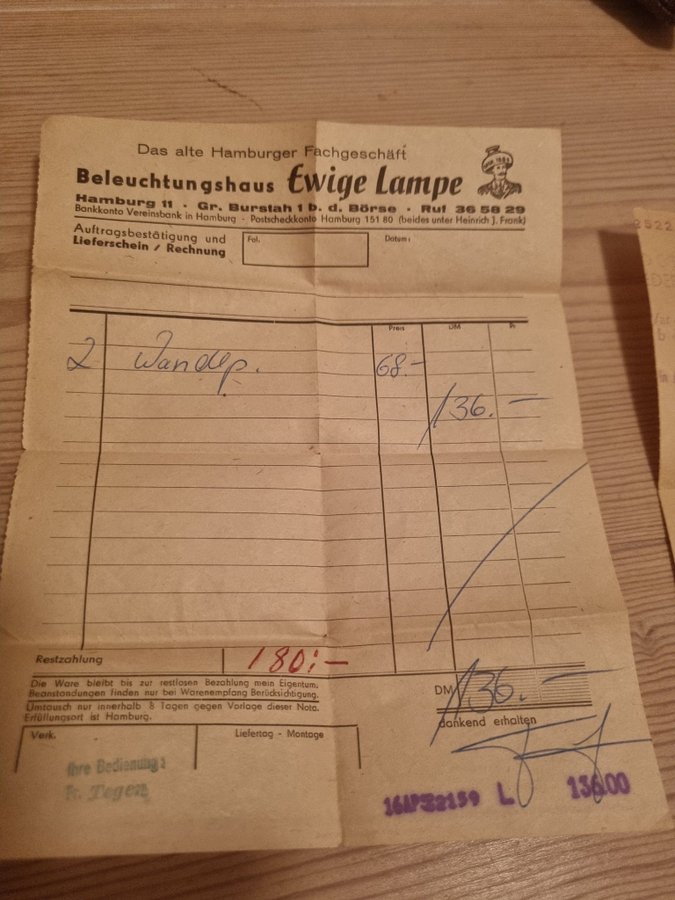 Das alte Hamburger Fachgeschäft
Beleuchtungshaus Ewige Lampe
Hamburg 11 · Gr. Burstah 1 b. d. Börse · Ruf 36 58 29
Bankkonto Vereinsbank in Hamburg · Postscheckkonto Hamburg 151 80 (beides unter Heinrich J. Frank)
Auftragsbestätigung und
Lieferschein / Rechnung
Fol.
Datum:
Preis DM Pf
2 Wandlp. 68.-
136.-
Restzahlung 180:-
Die Ware bleibt bis zur restlosen Bezahlung mein Eigentum.
Beanstandungen finden nur bei Warenempfang Berücksichtigung.
Umtausch nur innerhalb 8 Tagen gegen Vorlage dieser Nota.
Erfüllungsort ist Hamburg.
DM 136.-
dankend erhalten
Verk.
Liefertag - Montage
Ihre Bedienung:
Fr. Tegen
L 136.00
2522